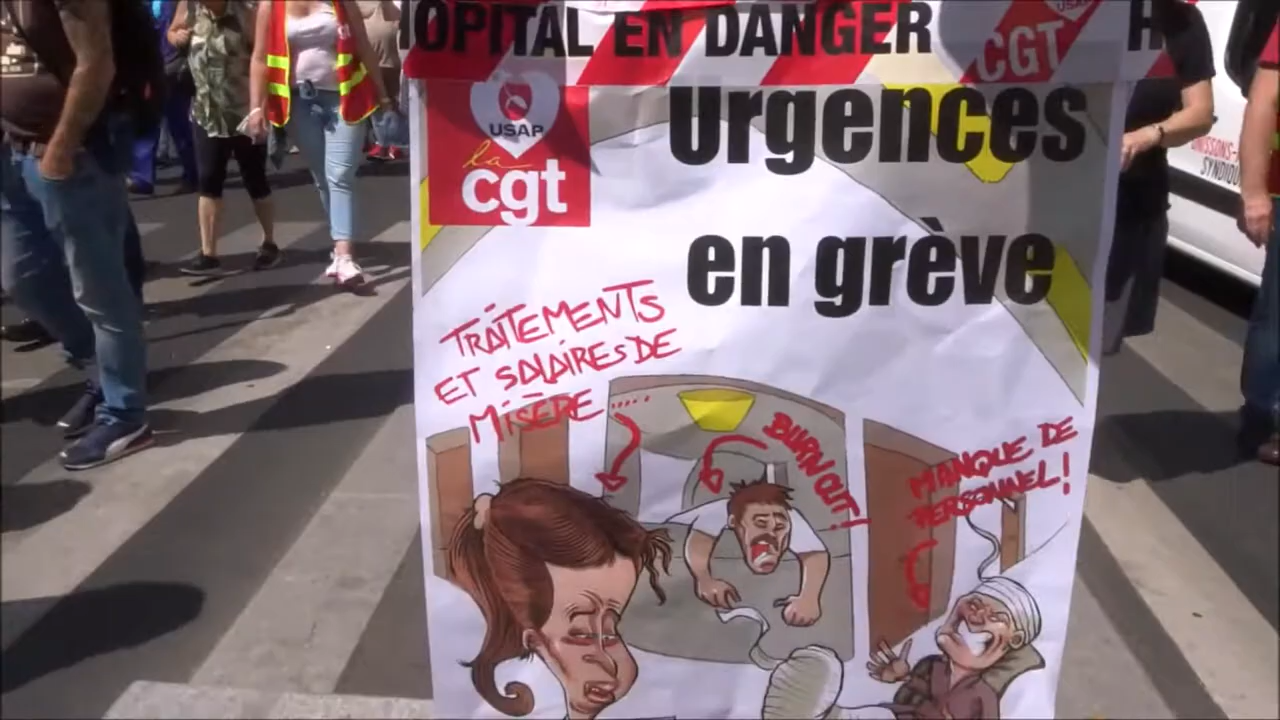 HÔPITAL EN DANGER
CGT
H
USAP
la
cgt
Urgences
en grève
TRAITEMENTS
ET SALAIRES DE
MISÈRE.....
BURN OUT!
MANQUE DE
PERSONNEL!